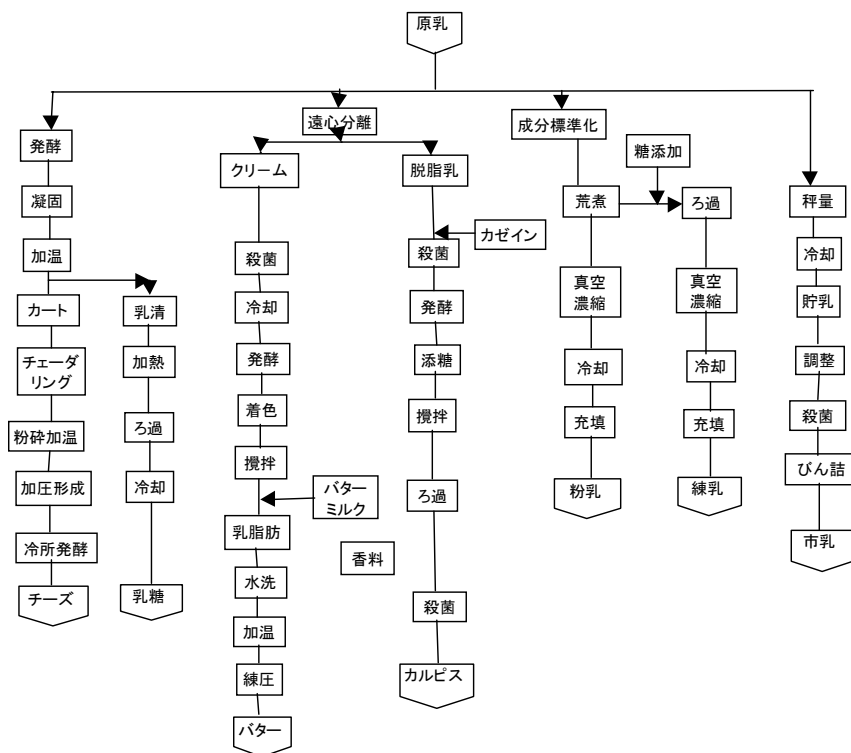 原乳
遠心分離
成分標準化
発酵
クリーム
脱脂乳
糖添加
凝固
荒煮
ろ過
秤量
加温
殺菌
殺菌
カゼイン
真空
濃縮
真空
濃縮
冷却
カート
乳清
冷却
発酵
貯乳
チェーダ
リング
加熱
発酵
添糖
冷却
冷却
調整
粉砕加温
ろ過
着色
攪拌
充填
充填
殺菌
加圧形成
冷却
攪拌
バター
ミルク
ろ過
粉乳
練乳
びん詰
冷所発酵
乳脂肪
香料
市乳
チーズ
乳糖
水洗
殺菌
加温
練圧
カルピス
バター